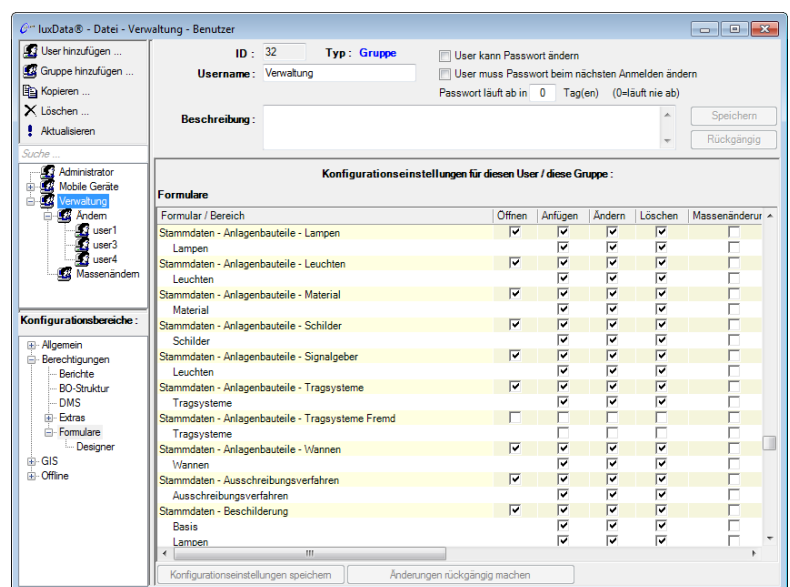 luxData® - Datei - Verwaltung - Benutzer
User hinzufügen ...
Gruppe hinzufügen ...
Kopieren ...
Löschen ...
Aktualisieren
Suche ...
Administrator
Mobile Geräte
Verwaltung
Ändern
user1
user3
user4
Massenändern
Konfigurationsbereiche :
Allgemein
Berechtigungen
Berichte
BO-Struktur
DMS
Extras
Formulare
Designer
GIS
Offline
ID : 32 Typ : Gruppe
Username : Verwaltung
User kann Passwort ändern
User muss Passwort beim nächsten Anmelden ändern
Passwort läuft ab in 0 Tag(en) (0=läuft nie ab)
Beschreibung :
Speichern
Rückgängig
Konfigurationseinstellungen für diesen User / diese Gruppe :
Formulare
Formular / Bereich Öffnen Anfügen Ändern Löschen Massenänderur
Stammdaten - Anlagenbauteile - Lampen
Lampen
Stammdaten - Anlagenbauteile - Leuchten
Leuchten
Stammdaten - Anlagenbauteile - Material
Material
Stammdaten - Anlagenbauteile - Schilder
Schilder
Stammdaten - Anlagenbauteile - Signalgeber
Leuchten
Stammdaten - Anlagenbauteile - Tragsysteme
Tragsysteme
Stammdaten - Anlagenbauteile - Tragsysteme Fremd
Tragsysteme
Stammdaten - Anlagenbauteile - Wannen
Wannen
Stammdaten - Ausschreibungsverfahren
Ausschreibungsverfahren
Stammdaten - Beschilderung
Basis
Lampen
Konfigurationseinstellungen speichern
Änderungen rückgängig machen